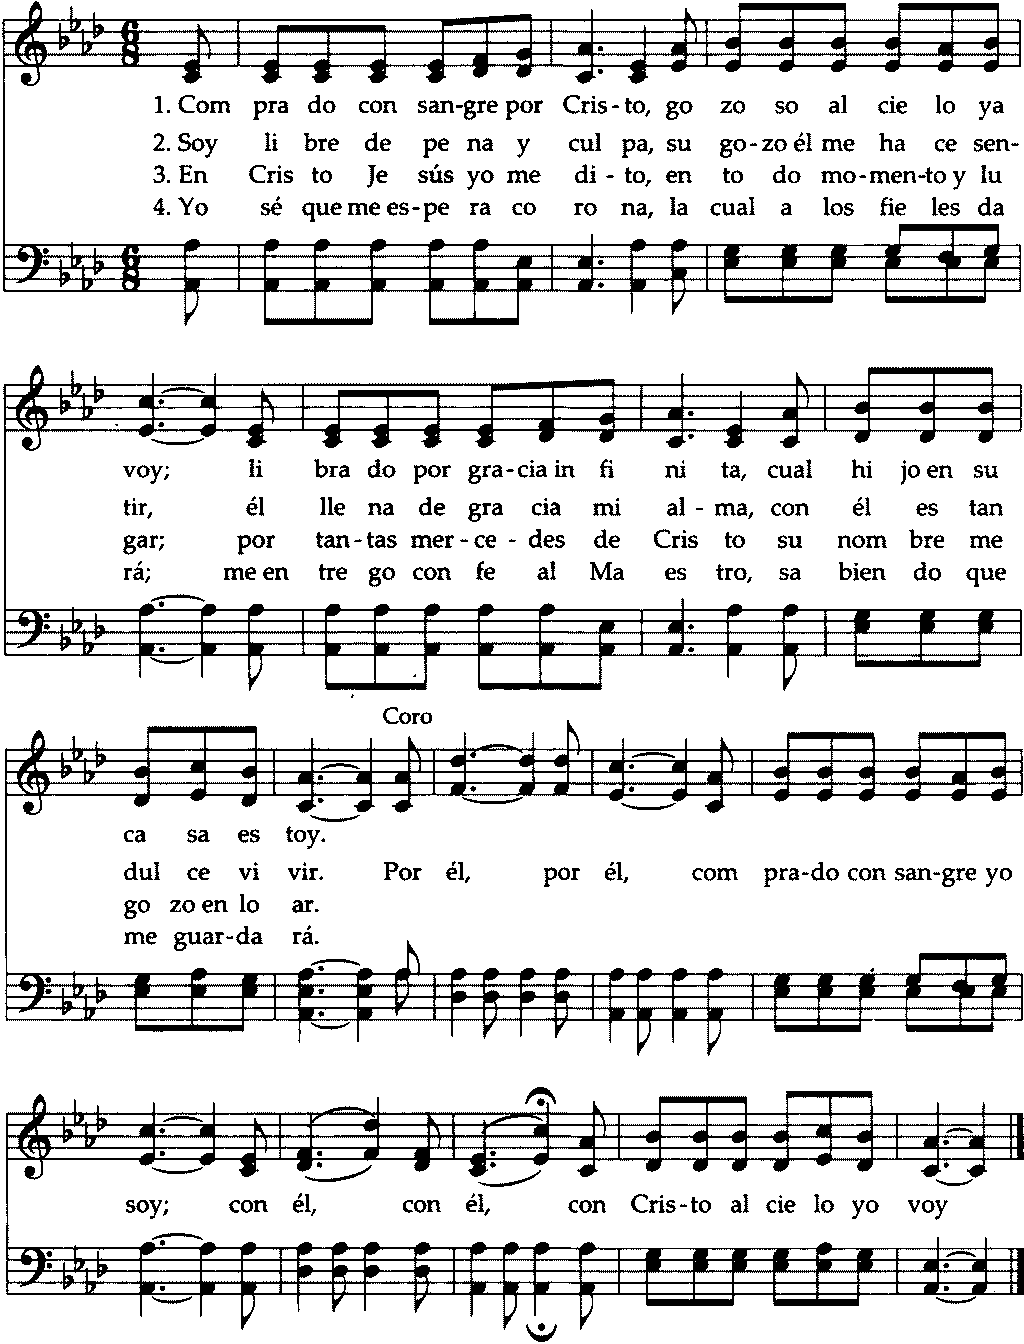 1. Com pra do con san-gre por Cris-to, go zo so al cie lo ya
2. Soy li bre de pe na y cul pa, su go-zo él me ha ce sen-
3. En Cris to Je sús yo me di-to, en to do mo-men-to y lu
4. Yo sé que me es-pe ra co ro na, la cual a los fie les da
voy; li bra do por gra-cia in fi ni ta, cual hi jo en su
tir, él lle na de gra cia mi al-ma, con él es tan
gar; por tan-tas mer-ce-des de Cris to su nom bre me
rá; me en tre go con fe al Ma es tro, sa bien do que
Coro
ca sa es toy.
dul ce vi vir. Por él, por él, com pra-do con san-gre yo
go zo en lo ar.
me guar-da rá.
soy; con él, con él, con Cris-to al cie lo yo voy